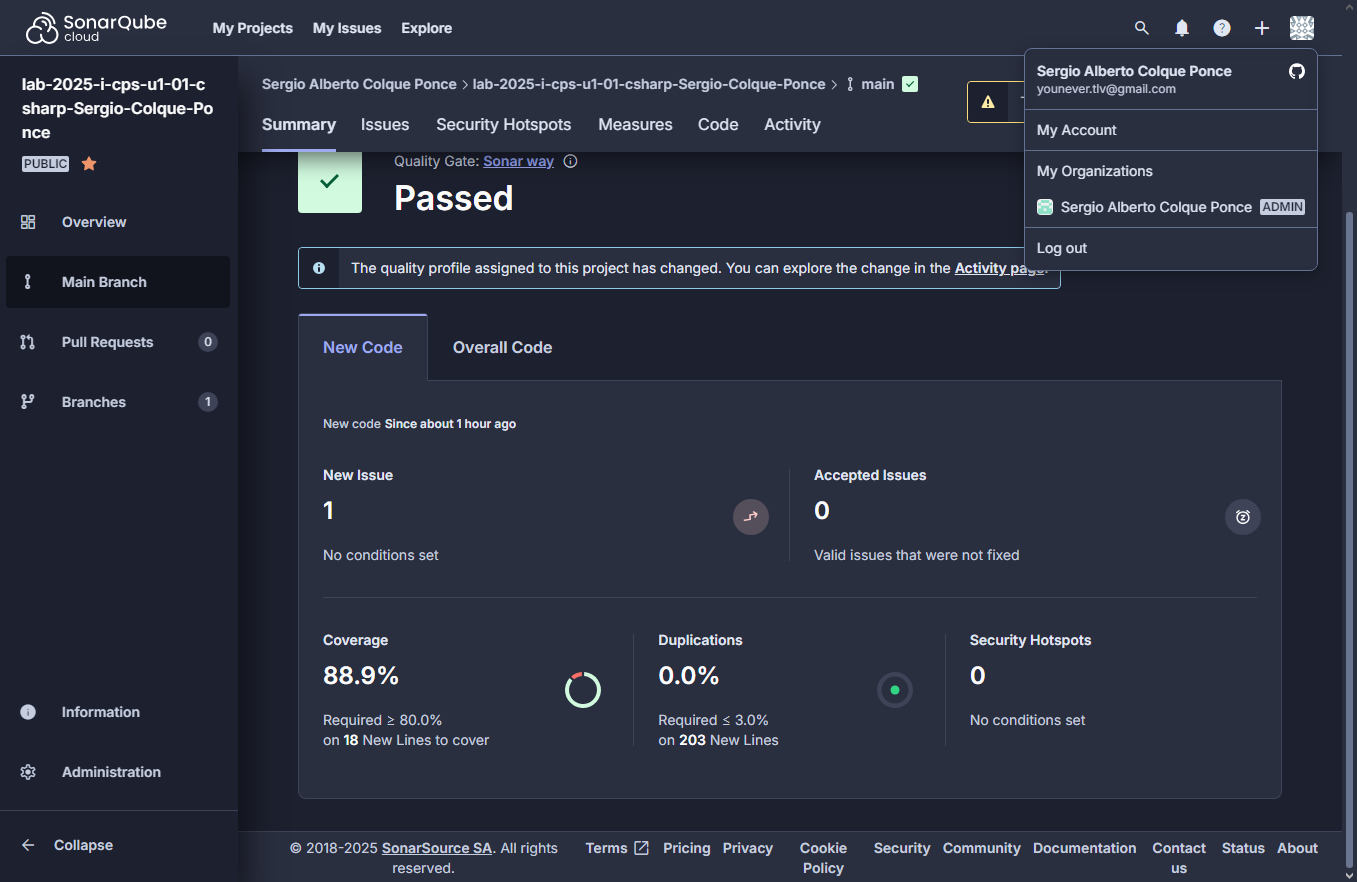 SonarQube
cloud
My Projects
My Issues
Explore
?
Sergio Alberto Colque Ponce
younever.tlv@gmail.com
My Account
My Organizations
Sergio Alberto Colque Ponce ADMIN
Log out
lab-2025-i-cps-u1-01-c
sharp-Sergio-Colque-Po
nce
PUBLIC
Overview
Main Branch
Pull Requests 0
Branches 1
Information
Administration
Collapse
Sergio Alberto Colque Ponce > lab-2025-i-cps-u1-01-csharp-Sergio-Colque-Ponce > main
Summary
Issues
Security Hotspots
Measures
Code
Activity
Quality Gate: Sonar way
Passed
The quality profile assigned to this project has changed. You can explore the change in the Activity page.
New Code
Overall Code
New code Since about 1 hour ago
New Issue
1
No conditions set
Accepted Issues
0
Valid issues that were not fixed
Coverage
88.9%
Required ≥ 80.0%
on 18 New Lines to cover
Duplications
0.0%
Required ≤ 3.0%
on 203 New Lines
Security Hotspots
0
No conditions set
© 2018-2025 SonarSource SA. All rights
reserved.
Terms
Pricing
Privacy
Cookie
Policy
Security
Community
Documentation
Contact
us
Status
About